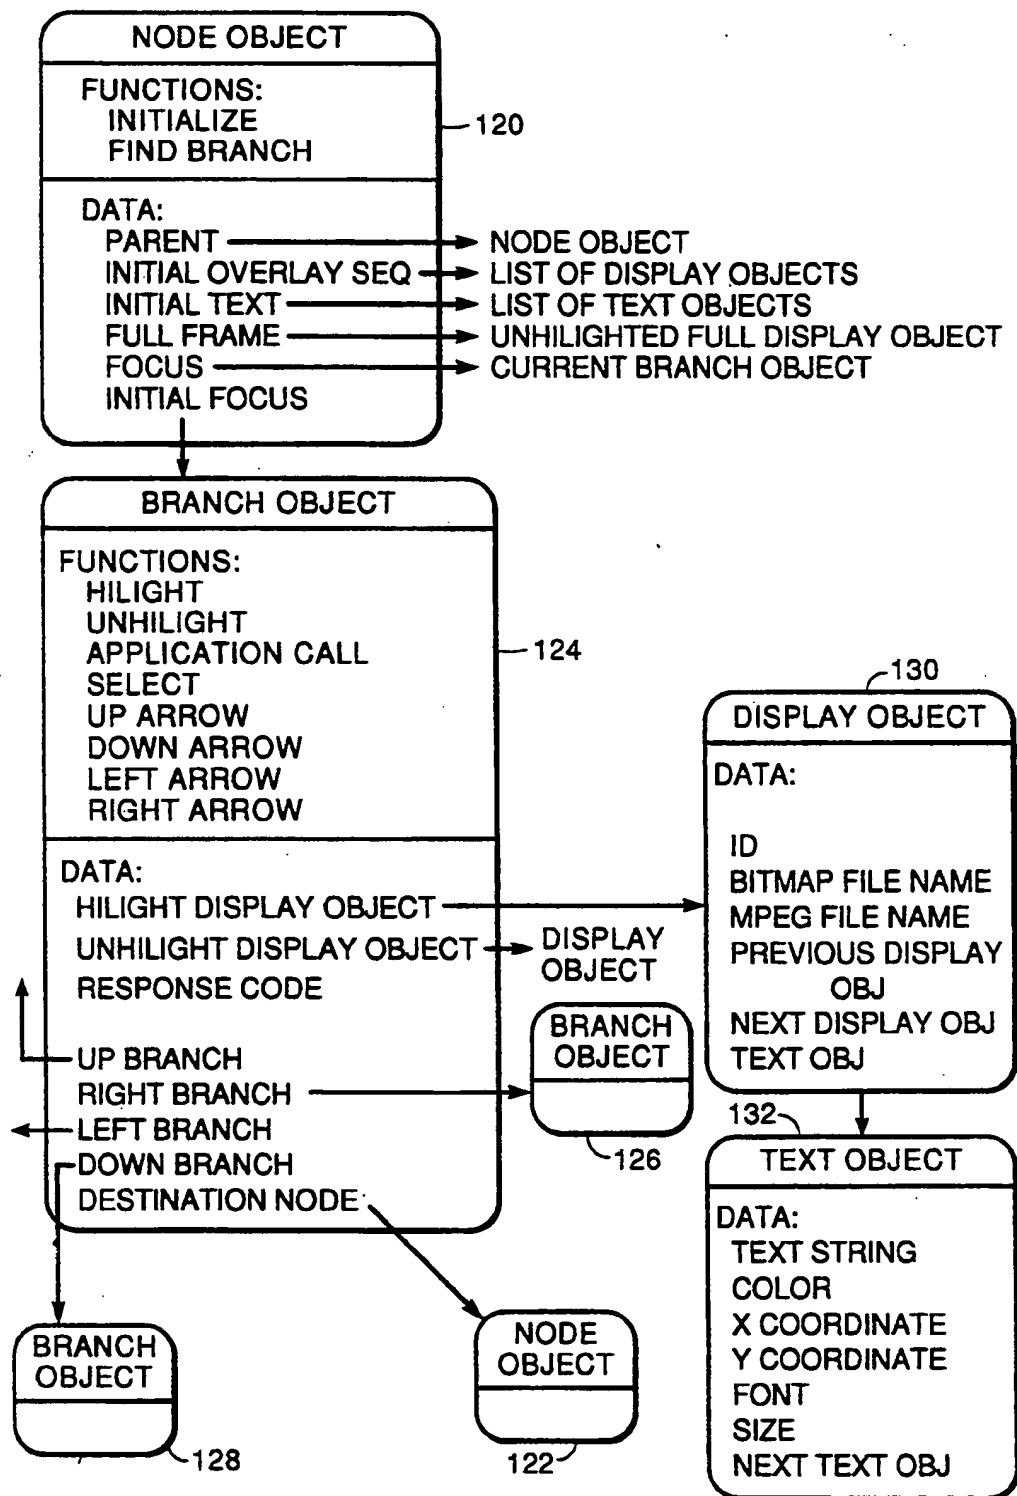 NODE OBJECT
FUNCTIONS:
INITIALIZE
FIND BRANCH
120
DATA:
PARENT
NODE OBJECT
INITIAL OVERLAY SEQ
LIST OF DISPLAY OBJECTS
INITIAL TEXT
LIST OF TEXT OBJECTS
FULL FRAME
UNHILIGHTED FULL DISPLAY OBJECT
FOCUS
CURRENT BRANCH OBJECT
INITIAL FOCUS
BRANCH OBJECT
FUNCTIONS:
HILIGHT
UNHILIGHT
APPLICATION CALL
SELECT
UP ARROW
DOWN ARROW
LEFT ARROW
RIGHT ARROW
124
DATA:
HILIGHT DISPLAY OBJECT
UNHILIGHT DISPLAY OBJECT
DISPLAY
OBJECT
RESPONSE CODE
UP BRANCH
RIGHT BRANCH
LEFT BRANCH
DOWN BRANCH
DESTINATION NODE
BRANCH
OBJECT
126
130
DISPLAY OBJECT
DATA:
ID
BITMAP FILE NAME
MPEG FILE NAME
PREVIOUS DISPLAY
OBJ
NEXT DISPLAY OBJ
TEXT OBJ
132
TEXT OBJECT
DATA:
TEXT STRING
COLOR
X COORDINATE
Y COORDINATE
FONT
SIZE
NEXT TEXT OBJ
BRANCH
OBJECT
128
NODE
OBJECT
122